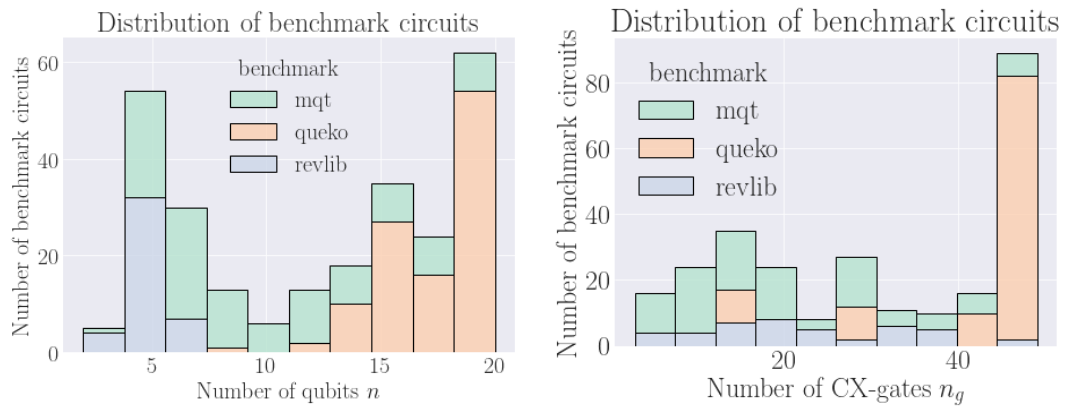 Distribution of benchmark circuits
Number of benchmark circuits
60
40
20
0
benchmark
mqt
queko
revlib
5
10
15
20
Number of qubits n
Distribution of benchmark circuits
Number of benchmark circuits
80
60
40
20
0
benchmark
mqt
queko
revlib
20
40
Number of CX-gates n_g